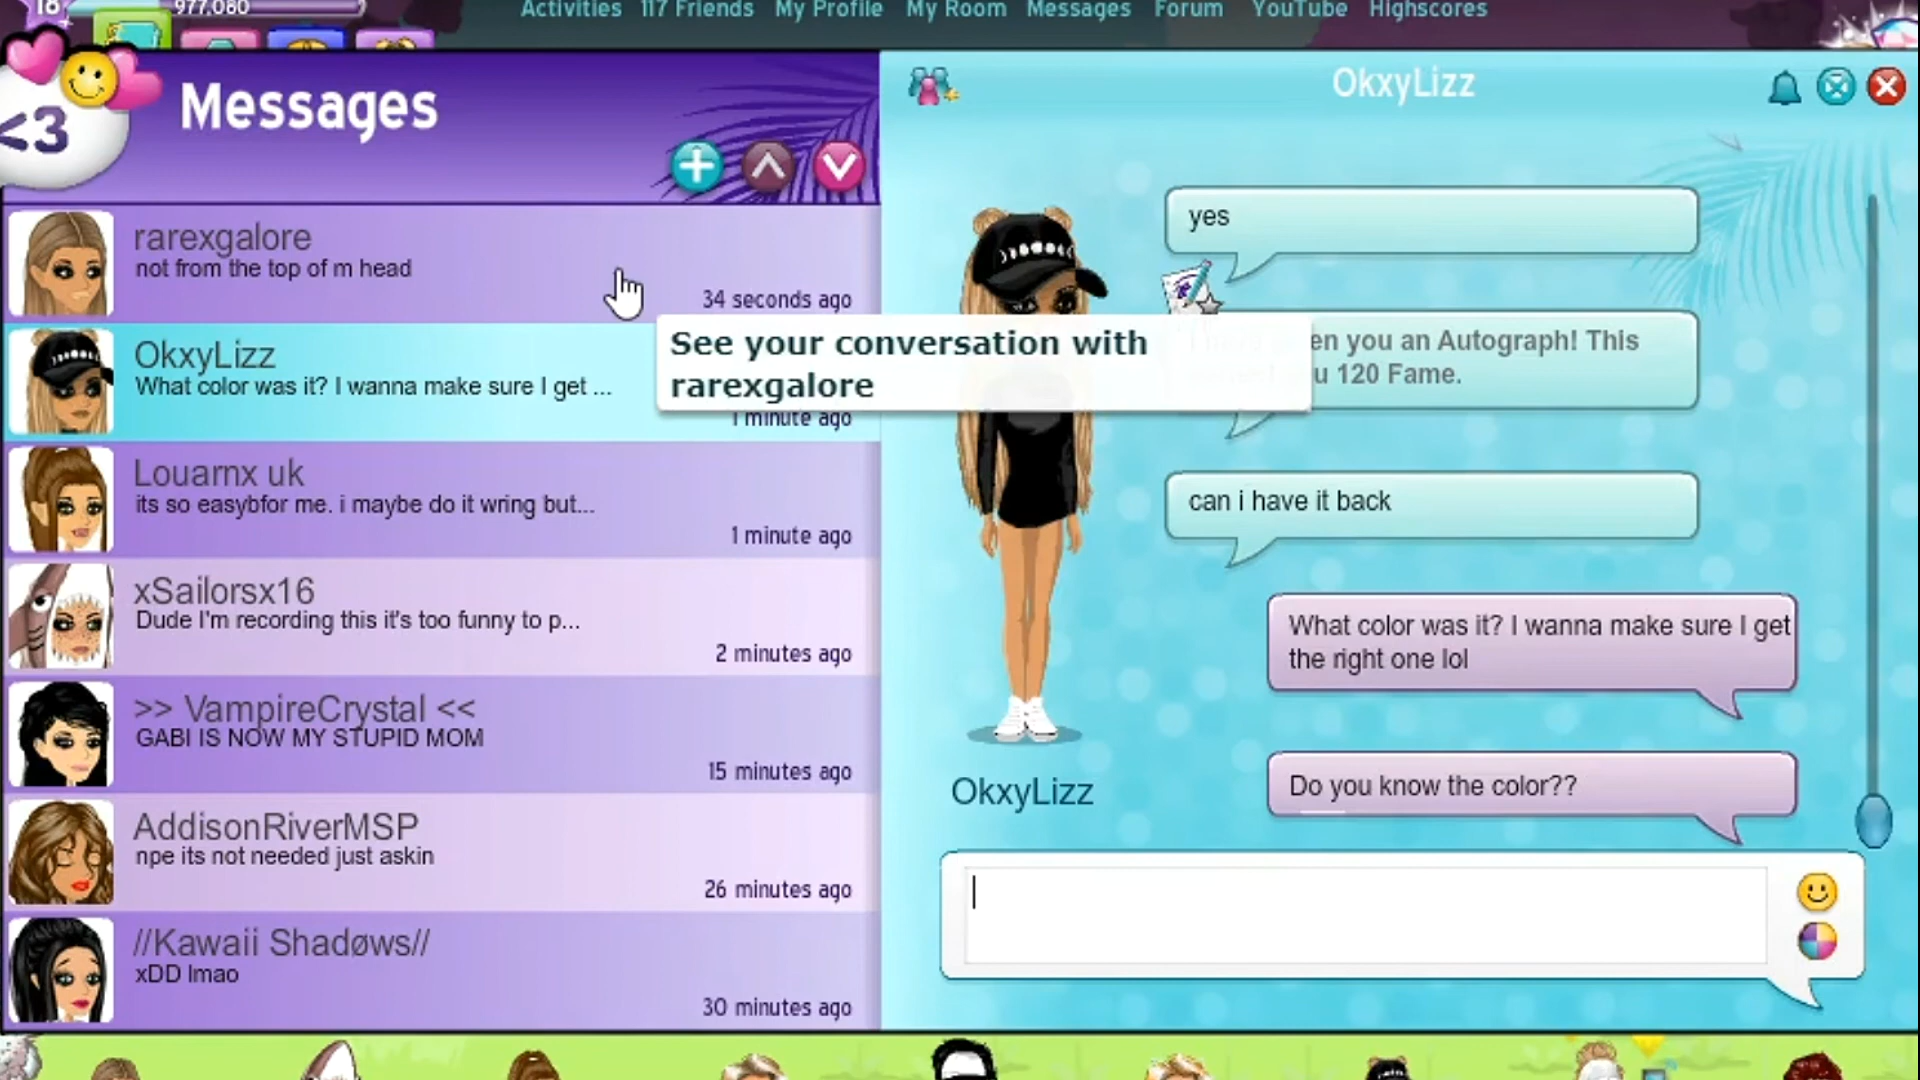 18
977,080
Activities 117 Friends My Profile My Room Messages Forum YouTube Highscores
<3
Messages
rarexgalore
not from the top of m head
34 seconds ago
OkxyLizz
What color was it? I wanna make sure I get ...
1 minute ago
Louarnx uk
its so easybfor me. i maybe do it wring but...
1 minute ago
xSailorsx16
Dude I'm recording this it's too funny to p...
2 minutes ago
>> VampireCrystal <<
GABI IS NOW MY STUPID MOM
15 minutes ago
AddisonRiverMSP
npe its not needed just askin
26 minutes ago
//Kawaii Shadøws//
xDD lmao
30 minutes ago
See your conversation with
rarexgalore
OkxyLizz
yes
you an Autograph! This
120 Fame.
can i have it back
What color was it? I wanna make sure I get
the right one lol
Do you know the color??
OkxyLizz